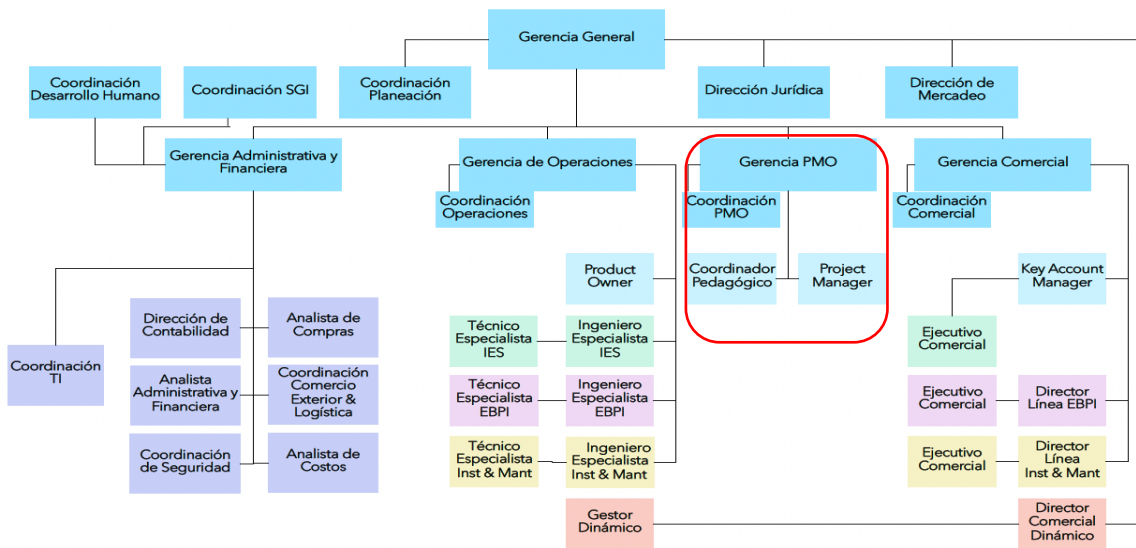 Gerencia General
Coordinación
Desarrollo Humano
Coordinación SGI
Coordinación
Planeación
Dirección Jurídica
Dirección de
Mercadeo
Gerencia Administrativa y
Financiera
Gerencia de Operaciones
Gerencia PMO
Gerencia Comercial
Coordinación
Operaciones
Coordinación
PMO
Coordinación
Comercial
Product
Owner
Coordinador
Pedagógico
Project
Manager
Key Account
Manager
Dirección de
Contabilidad
Analista de
Compras
Técnico
Especialista
IES
Ingeniero
Especialista
IES
Ejecutivo
Comercial
Coordinación
TI
Analista
Administrativa y
Financiera
Coordinación
Comercio
Exterior &
Logística
Técnico
Especialista
EBPI
Ingeniero
Especialista
EBPI
Ejecutivo
Comercial
Director
Línea EBPI
Coordinación
de Seguridad
Analista de
Costos
Técnico
Especialista
Inst & Mant
Ingeniero
Especialista
Inst & Mant
Ejecutivo
Comercial
Director
Línea
Inst & Mant
Gestor
Dinámico
Director
Comercial
Dinámico